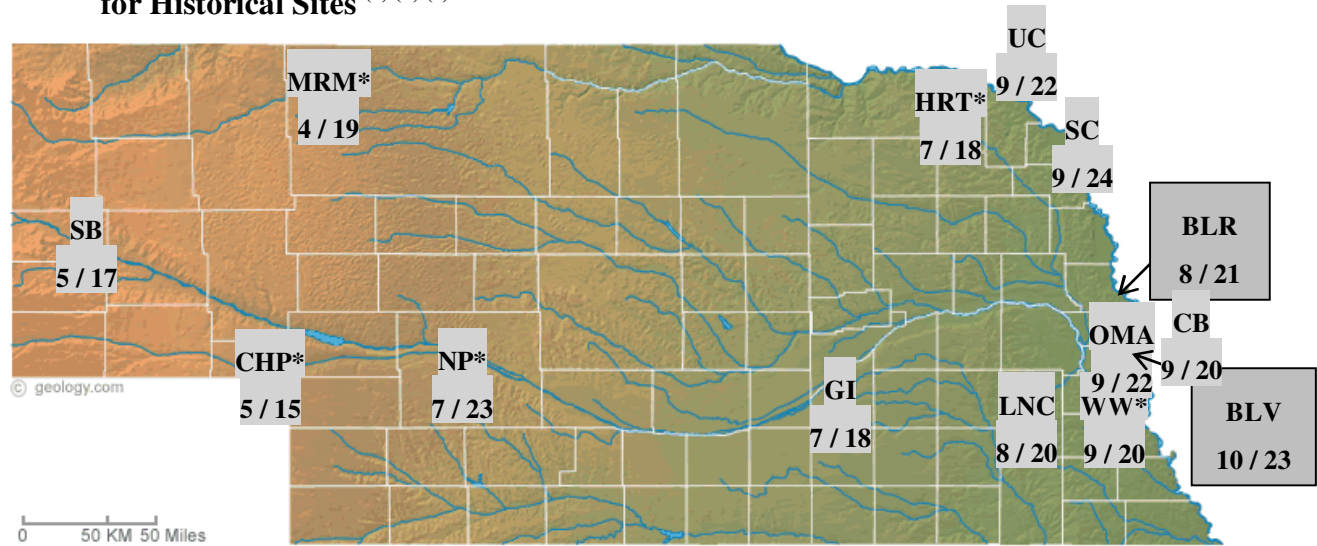 for Historical Sites
UC
9 / 22
MRM*
4 / 19
HRT*
7 / 18
SC
9 / 24
SB
5 / 17
BLR
8 / 21
CHP*
5 / 15
NP*
7 / 23
GI
7 / 18
OMA
9 / 22
CB
9 / 20
LNC
8 / 20
WW*
9 / 20
BLV
10 / 23
© geology.com
0 50 KM 50 Miles